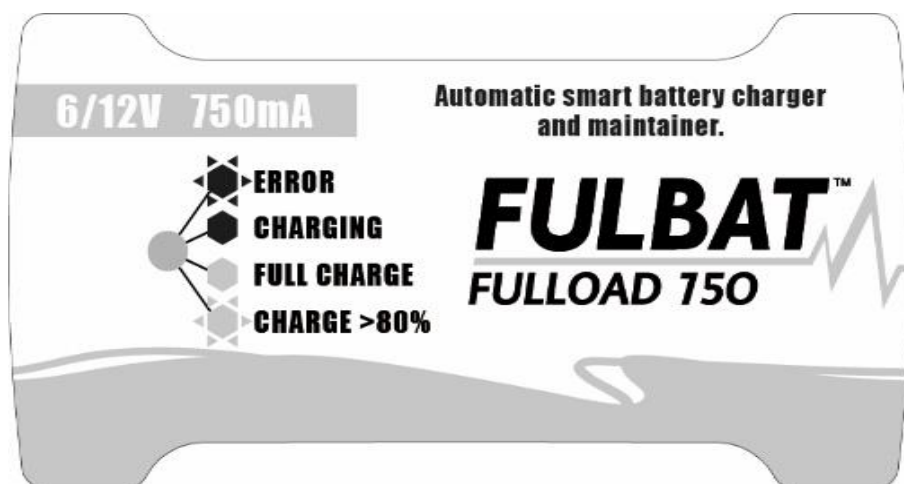 6/12V 750mA
Automatic smart battery charger
and maintainer.
ERROR
CHARGING
FULL CHARGE
CHARGE >80%
FULBAT™
FULLOAD 750